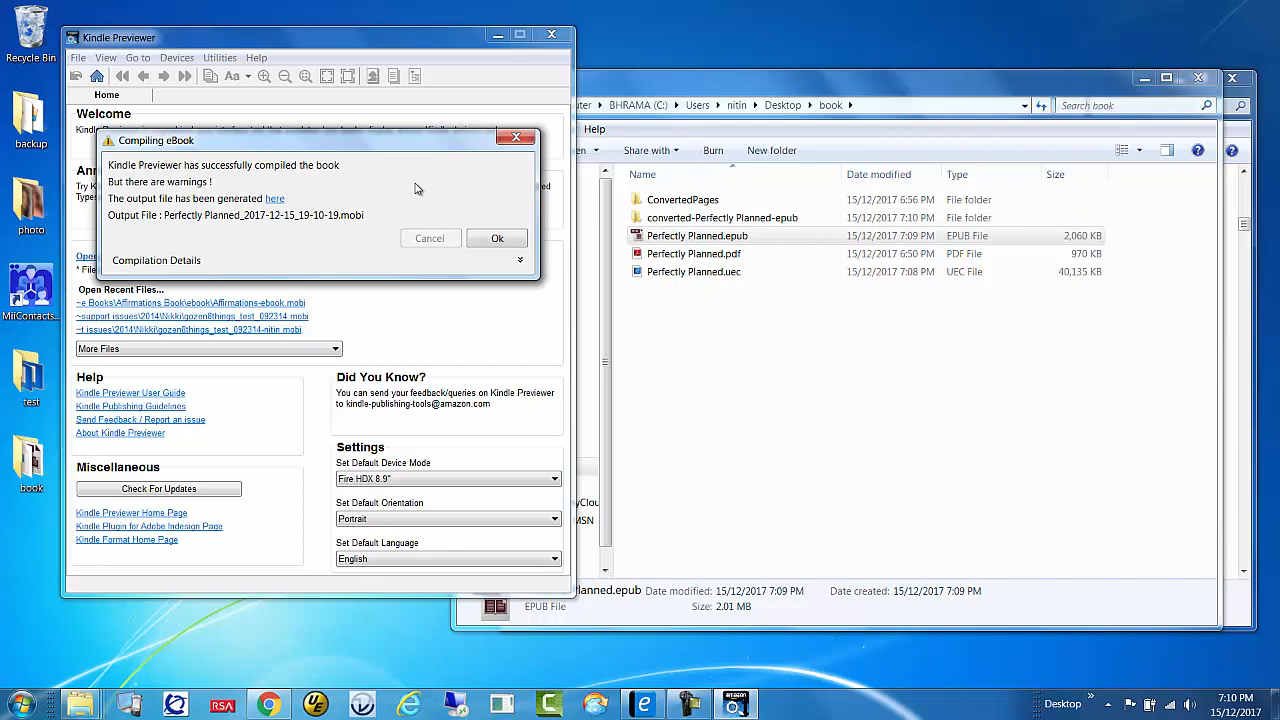 Recycle Bin
backup
photo
MiiContacts...
test
book
Kindle Previewer
File View Go to Devices Utilities Help
Aa
Home
Welcome
Compiling eBook
Kindle Previewer has successfully compiled the book
But there are warnings !
The output file has been generated here
Output File : Perfectly Planned_2017-12-15_19-10-19.mobi
Cancel Ok
Compilation Details
Open Recent Files...
~e Books\Affirmations Book\ebook\Affirmations-ebook.mobi
~support issues\2014\Nikki\gozen8things_test_092314.mobi
~t issues\2014\Nikki\gozen8things_test_092314-nitin.mobi
More Files
Help
Kindle Previewer User Guide
Kindle Publishing Guidelines
Send Feedback / Report an issue
About Kindle Previewer
Miscellaneous
Check For Updates
Kindle Previewer Home Page
Kindle Plugin for Adobe Indesign Page
Kindle Format Home Page
Did You Know?
You can send your feedback/queries on Kindle Previewer
to kindle-publishing-tools@amazon.com
Settings
Set Default Device Mode
Fire HDX 8.9"
Set Default Orientation
Portrait
Set Default Language
English
uter BHRAMA (C:) Users nitin Desktop book Search book
Help
en Share with Burn New folder
Name Date modified Type Size
ConvertedPages 15/12/2017 6:56 PM File folder
converted-Perfectly Planned-epub 15/12/2017 7:10 PM File folder
Perfectly Planned.epub 15/12/2017 7:09 PM EPUB File 2,060 KB
Perfectly Planned.pdf 15/12/2017 6:50 PM PDF File 970 KB
Perfectly Planned.uec 15/12/2017 7:08 PM UEC File 40,135 KB
yClou
MSN
Planned.epub Date modified: 15/12/2017 7:09 PM Date created: 15/12/2017 7:09 PM
EPUB File Size: 2.01 MB
RSA
amazon
Desktop
7:10 PM
15/12/2017